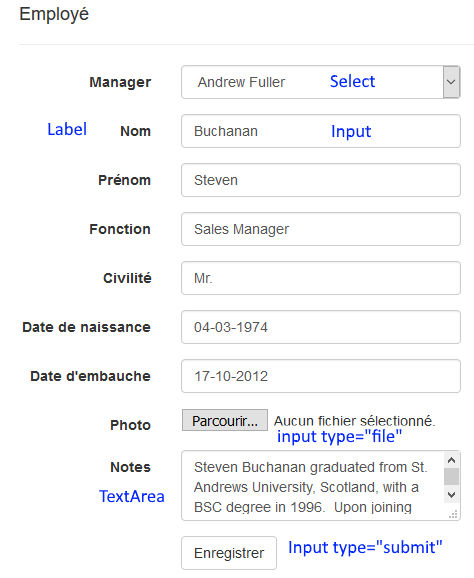 Employé
Manager Andrew Fuller Select
Label Nom Buchanan Input
Prénom Steven
Fonction Sales Manager
Civilité Mr.
Date de naissance 04-03-1974
Date d'embauche 17-10-2012
Photo Parcourir... Aucun fichier sélectionné.
input type="file"
Notes Steven Buchanan graduated from St.
Andrews University, Scotland, with a
TextArea BSC degree in 1996. Upon joining
Enregistrer Input type="submit"